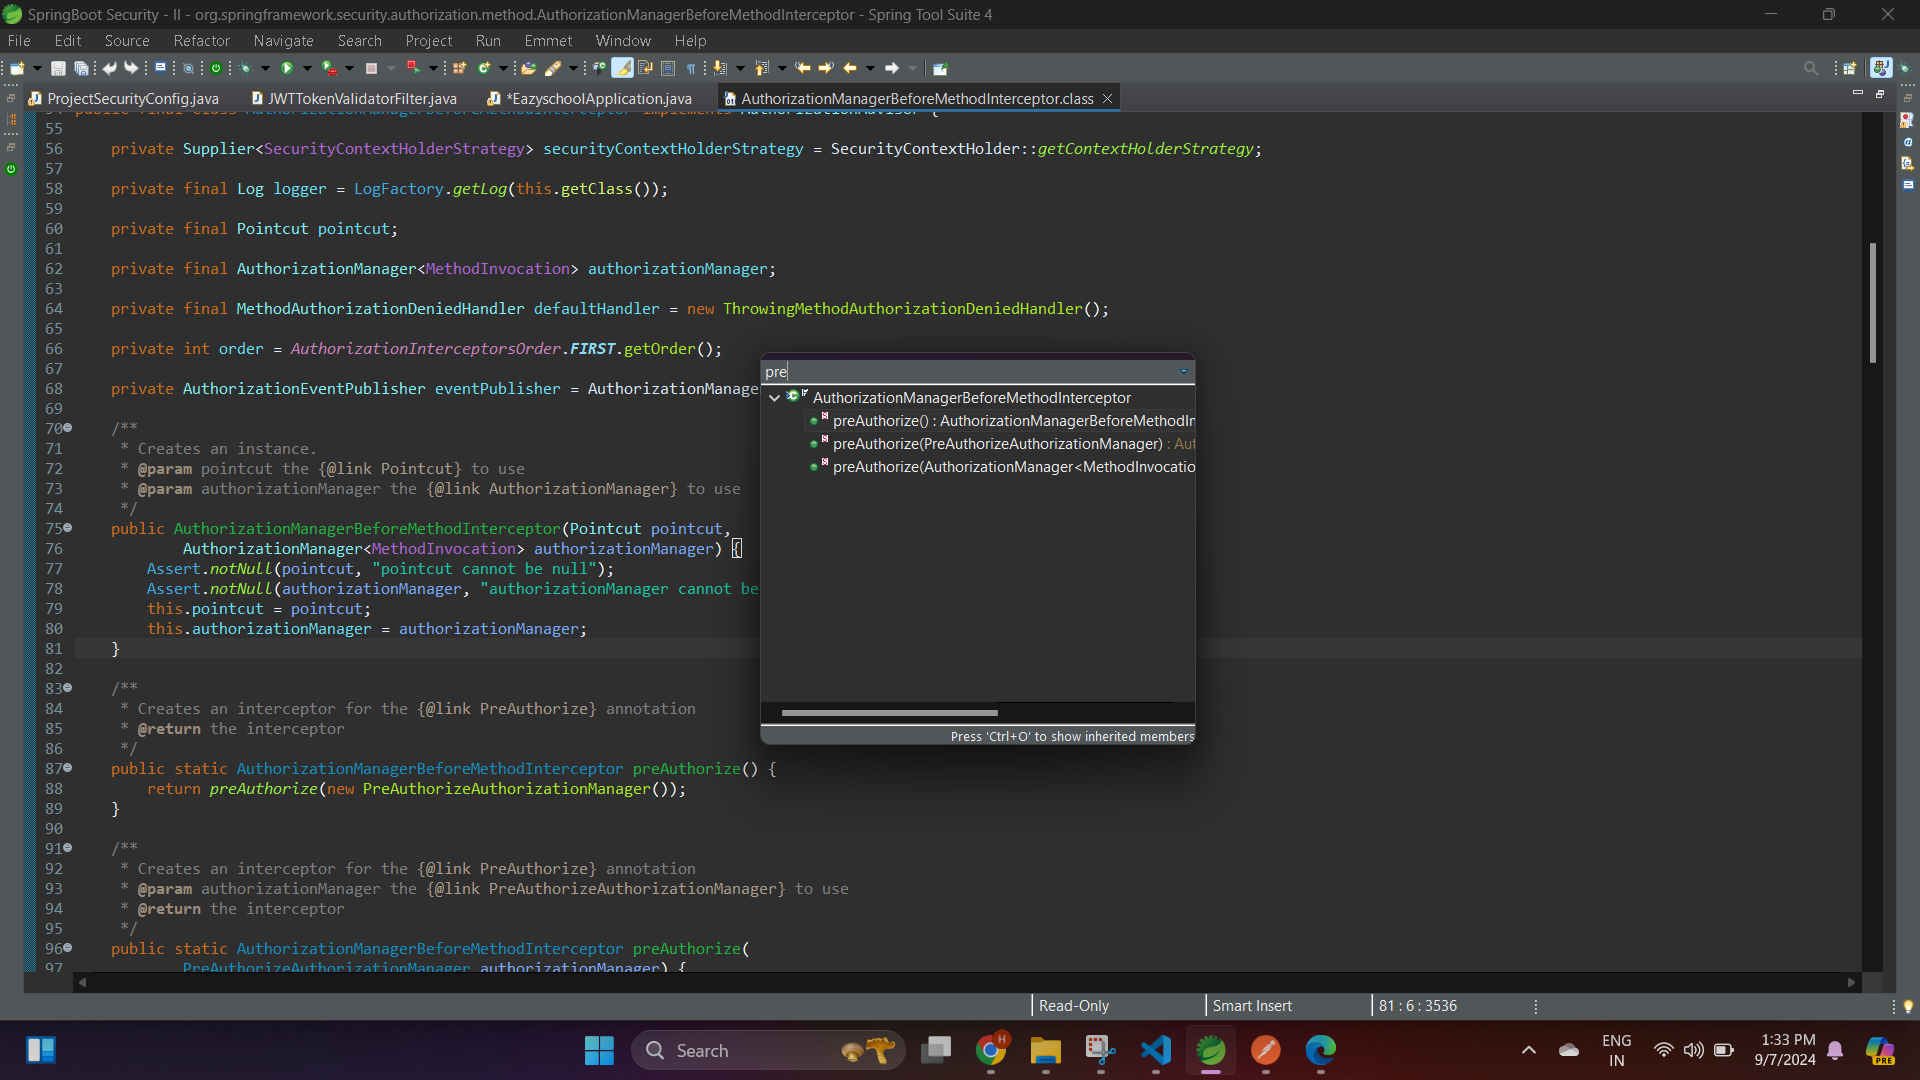 SpringBoot Security - II - org.springframework.security.authorization.method.AuthorizationManagerBeforeMethodInterceptor - Spring Tool Suite 4
File Edit Source Refactor Navigate Search Project Run Emmet Window Help
ProjectSecurityConfig.java JWTTokenValidatorFilter.java *EazyschoolApplication.java AuthorizationManagerBeforeMethodInterceptor.class
54 public final class AuthorizationManagerBeforeMethodInterceptor implements AuthorizationAdvisor {
55
56 private Supplier<SecurityContextHolderStrategy> securityContextHolderStrategy = SecurityContextHolder::getContextHolderStrategy;
57
58 private final Log logger = LogFactory.getLog(this.getClass());
59
60 private final Pointcut pointcut;
61
62 private final AuthorizationManager<MethodInvocation> authorizationManager;
63
64 private final MethodAuthorizationDeniedHandler defaultHandler = new ThrowingMethodAuthorizationDeniedHandler();
65
66 private int order = AuthorizationInterceptorsOrder.FIRST.getOrder();
67
68 private AuthorizationEventPublisher eventPublisher = AuthorizationManage
69
70 /**
71 * Creates an instance.
72 * @param pointcut the {@link Pointcut} to use
73 * @param authorizationManager the {@link AuthorizationManager} to use
74 */
75 public AuthorizationManagerBeforeMethodInterceptor(Pointcut pointcut,
76 AuthorizationManager<MethodInvocation> authorizationManager) {
77 Assert.notNull(pointcut, "pointcut cannot be null");
78 Assert.notNull(authorizationManager, "authorizationManager cannot be
79 this.pointcut = pointcut;
80 this.authorizationManager = authorizationManager;
81 }
82
83 /**
84 * Creates an interceptor for the {@link PreAuthorize} annotation
85 * @return the interceptor
86 */
87 public static AuthorizationManagerBeforeMethodInterceptor preAuthorize() {
88 return preAuthorize(new PreAuthorizeAuthorizationManager());
89 }
90
91 /**
92 * Creates an interceptor for the {@link PreAuthorize} annotation
93 * @param authorizationManager the {@link PreAuthorizeAuthorizationManager} to use
94 * @return the interceptor
95 */
96 public static AuthorizationManagerBeforeMethodInterceptor preAuthorize(
97 PreAuthorizeAuthorizationManager authorizationManager) {
pre
AuthorizationManagerBeforeMethodInterceptor
preAuthorize() : AuthorizationManagerBeforeMethodIn
preAuthorize(PreAuthorizeAuthorizationManager) : Aut
preAuthorize(AuthorizationManager<MethodInvocatio
Press 'Ctrl+O' to show inherited members
Read-Only Smart Insert 81 : 6 : 3536
Search
H
ENG
IN
1:33 PM
9/7/2024
PRE